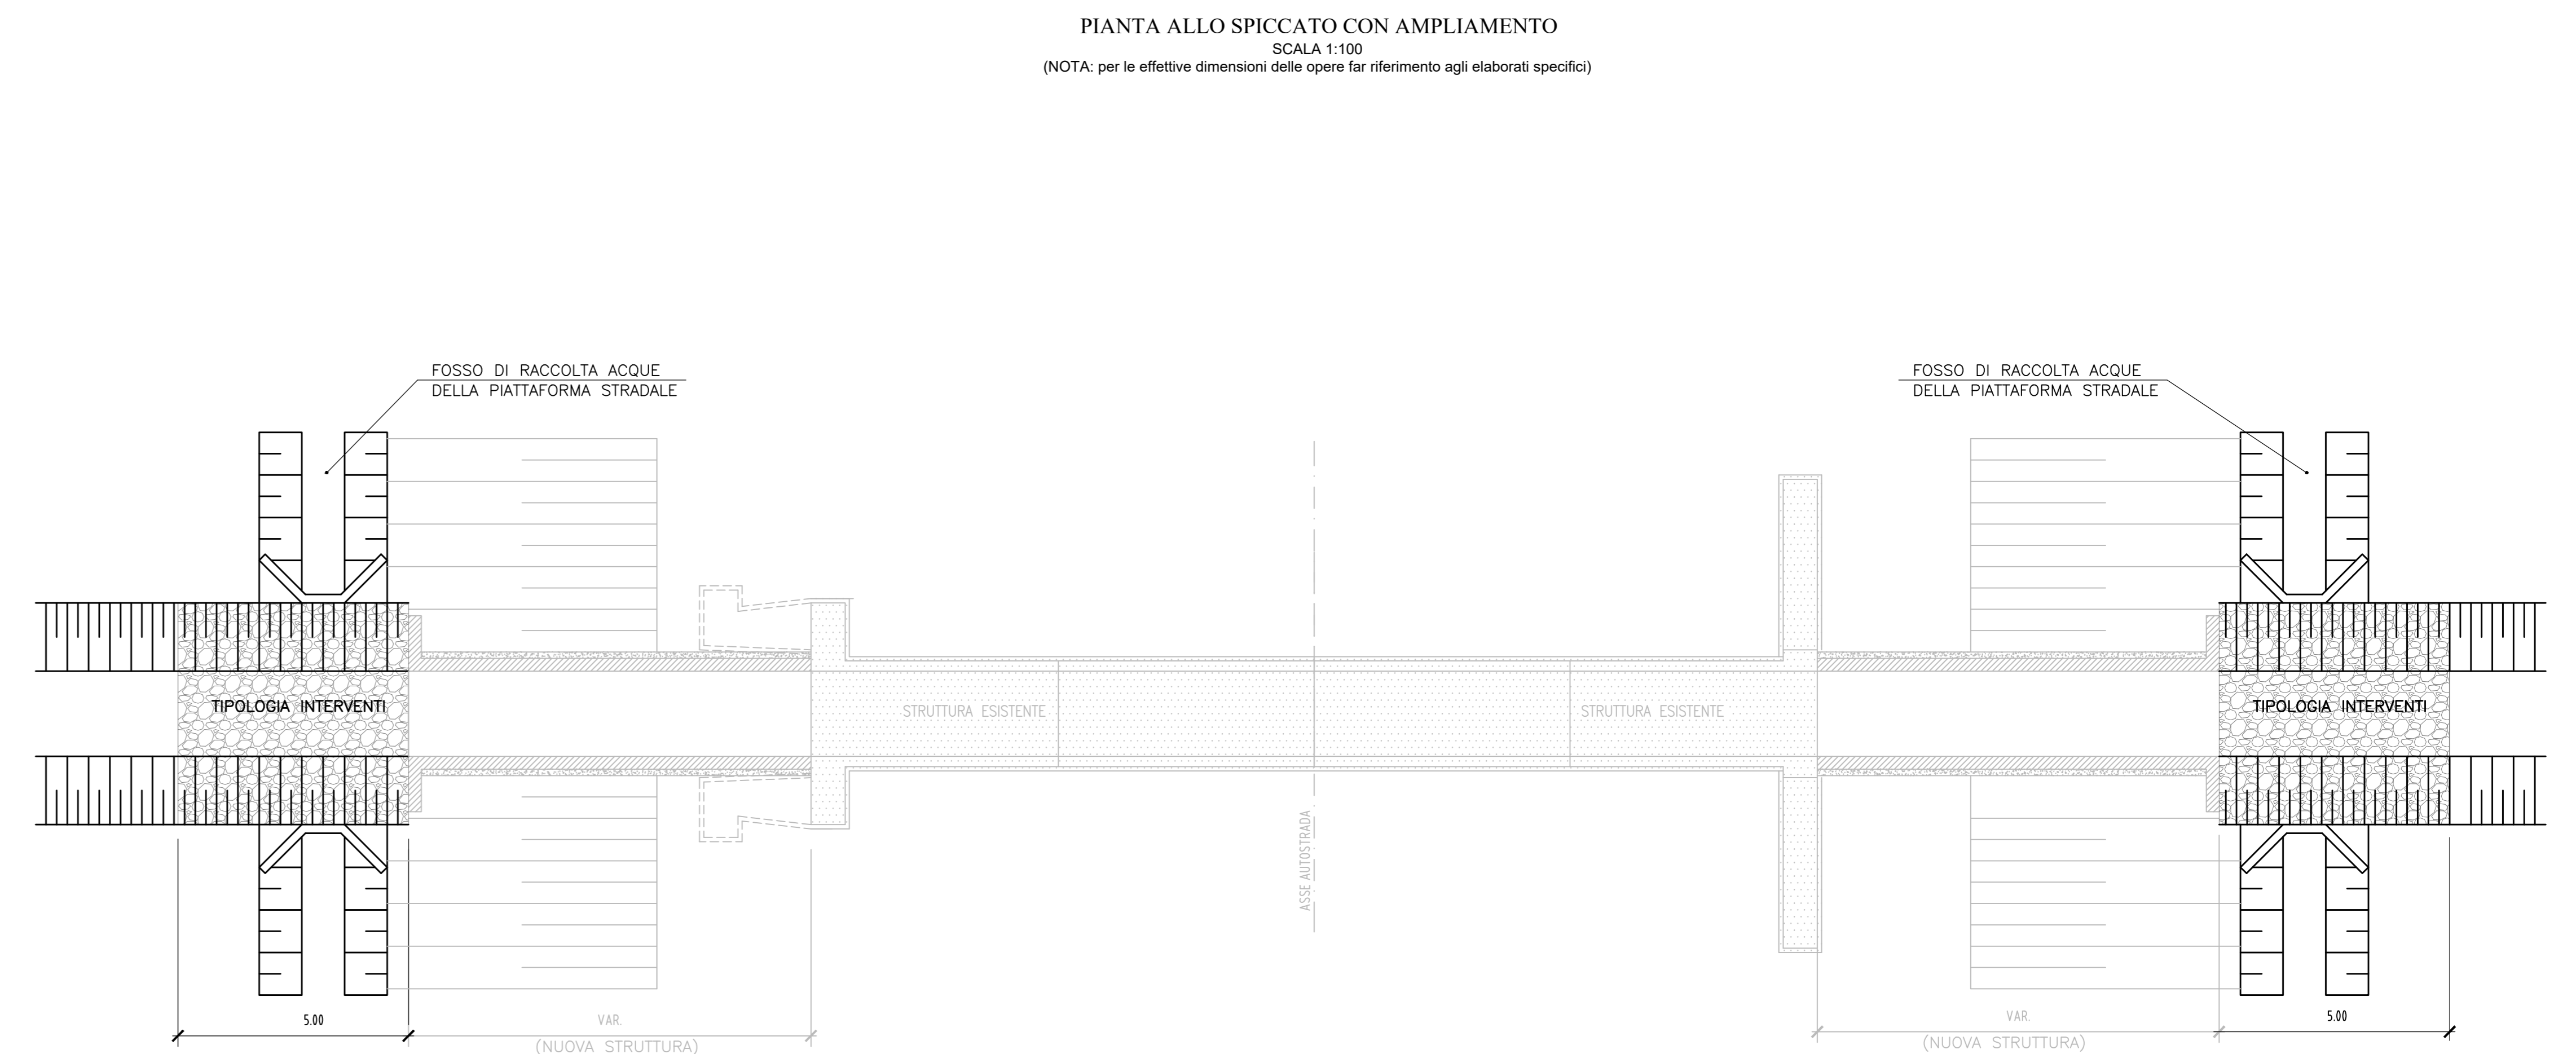 PIANTA ALLO SPICCATO CON AMPLIAMENTO
SCALA 1:100
(NOTA: per le effettive dimensioni delle opere far riferimento agli elaborati specifici)
FOSSO DI RACCOLTA ACQUE
DELLA PIATTAFORMA STRADALE
FOSSO DI RACCOLTA ACQUE
DELLA PIATTAFORMA STRADALE
TIPOLOGIA INTERVENTI
STRUTTURA ESISTENTE
STRUTTURA ESISTENTE
TIPOLOGIA INTERVENTI
ASSE AUTOSTRADA
5.00
VAR.
(NUOVA STRUTTURA)
VAR.
(NUOVA STRUTTURA)
5.00